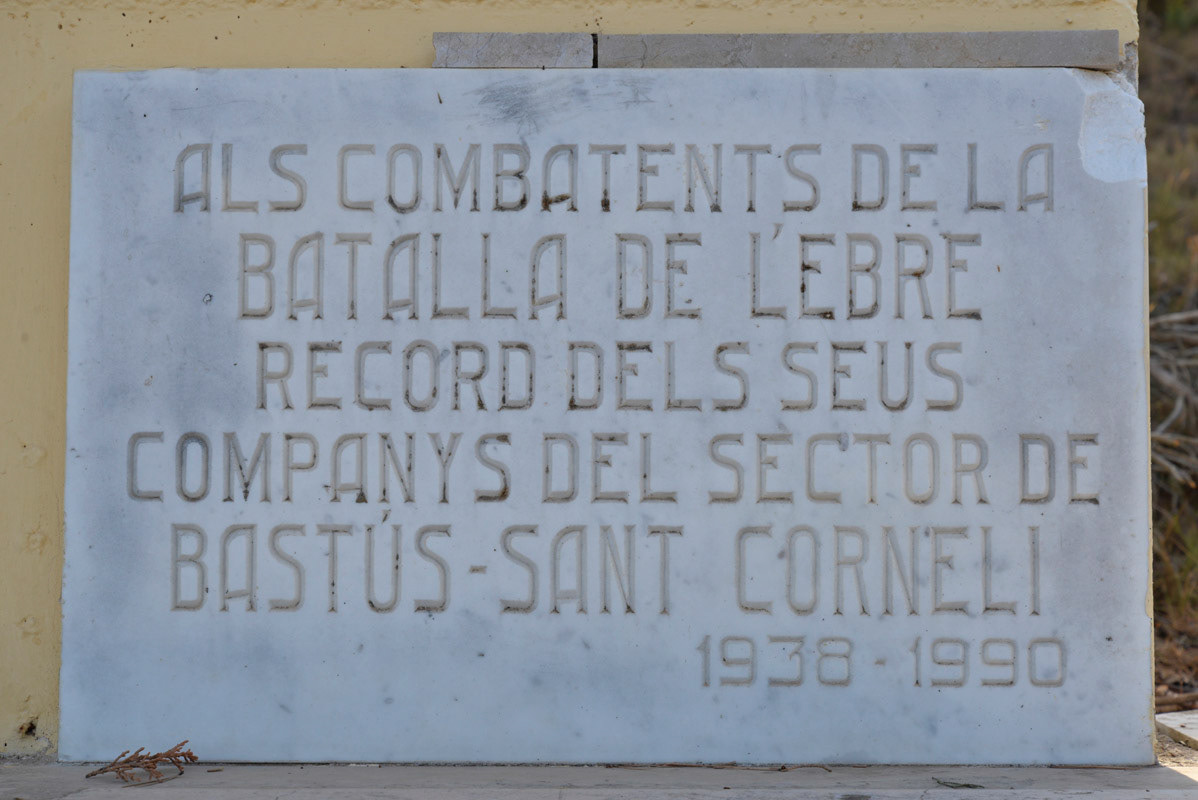 ALS COMBATENTS DE LA
BATALLA DE L'EBRE
RECORD DELS SEUS
COMPANYS DEL SECTOR DE
BASTÚS - SANT CORNELI
1938 - 1990